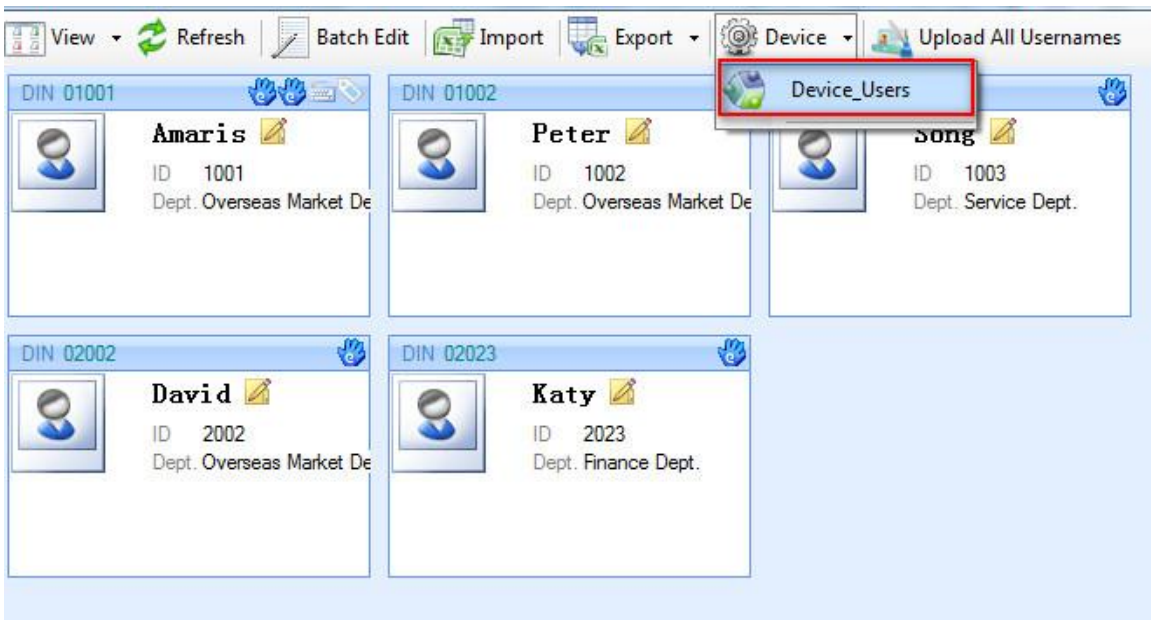 View Refresh Batch Edit Import Export Device Upload All Usernames
Device_Users
DIN 01001
Amaris
ID 1001
Dept. Overseas Market De
DIN 01002
Peter
ID 1002
Dept. Overseas Market De
Song
ID 1003
Dept. Service Dept.
DIN 02002
David
ID 2002
Dept. Overseas Market De
DIN 02023
Katy
ID 2023
Dept. Finance Dept.